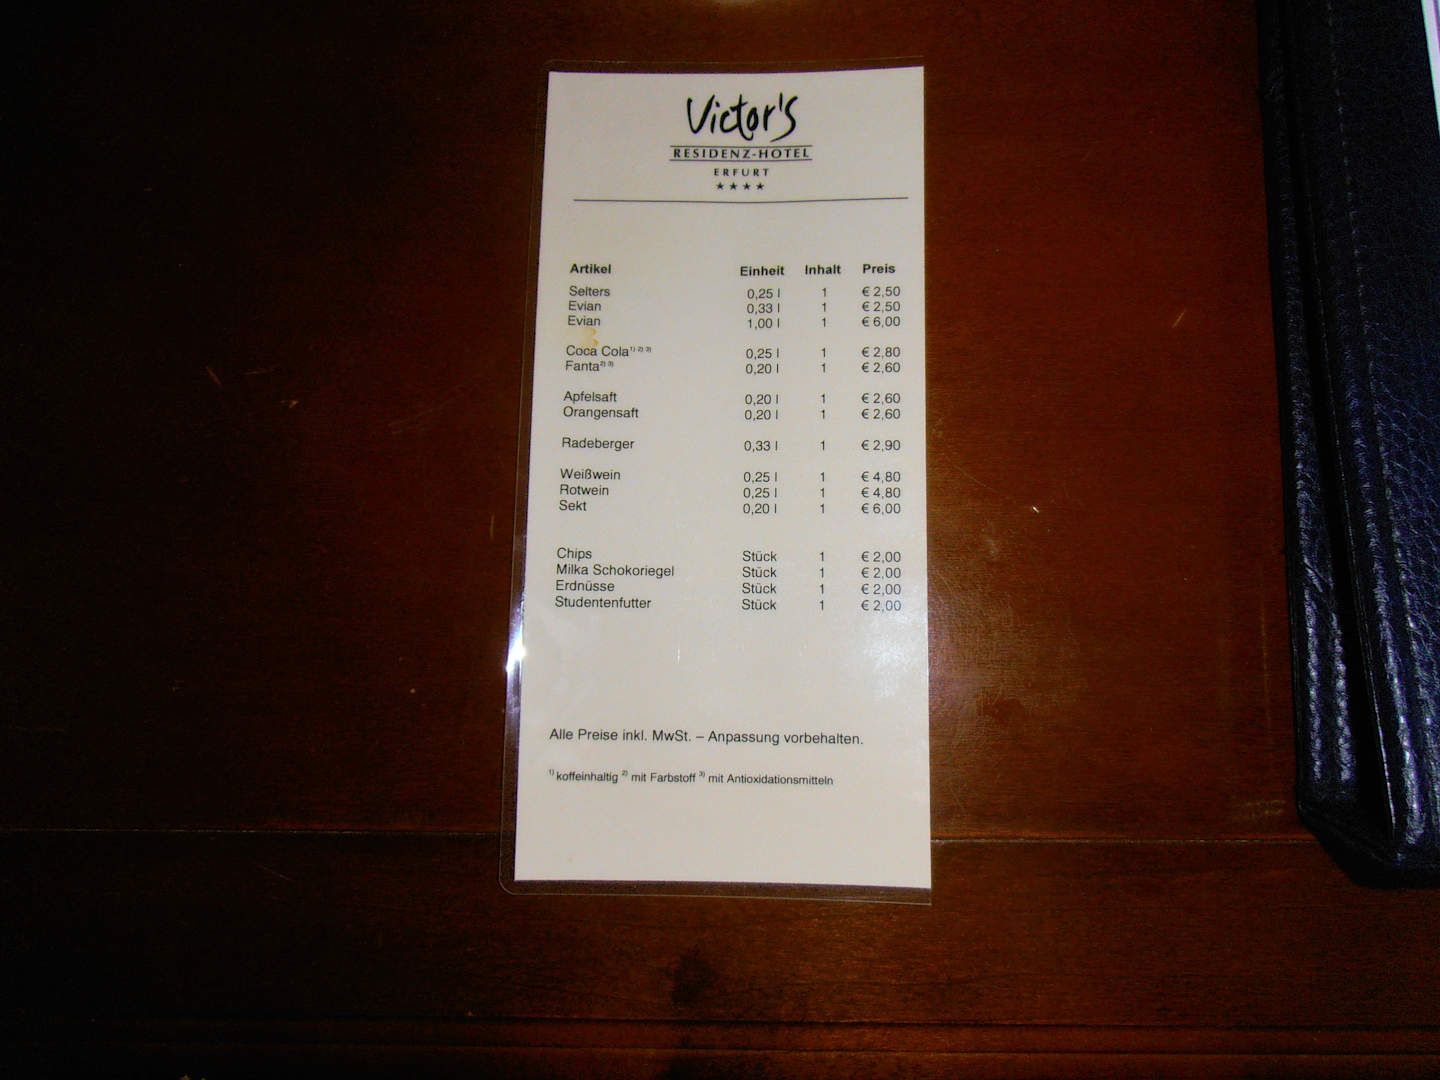 Victor's
RESIDENZ-HOTEL
ERFURT
★★★★
Artikel Einheit Inhalt Preis
Selters 0,25 l 1 € 2,50
Evian 0,33 l 1 € 2,50
Evian 1,00 l 1 € 6,00
Coca Cola¹⁾ ²⁾ ³⁾ 0,25 l 1 € 2,80
Fanta²⁾ ³⁾ 0,20 l 1 € 2,60
Apfelsaft 0,20 l 1 € 2,60
Orangensaft 0,20 l 1 € 2,60
Radeberger 0,33 l 1 € 2,90
Weißwein 0,25 l 1 € 4,80
Rotwein 0,25 l 1 € 4,80
Sekt 0,20 l 1 € 6,00
Chips Stück 1 € 2,00
Milka Schokoriegel Stück 1 € 2,00
Erdnüsse Stück 1 € 2,00
Studentenfutter Stück 1 € 2,00
Alle Preise inkl. MwSt. – Anpassung vorbehalten.
¹⁾ koffeinhaltig ²⁾ mit Farbstoff ³⁾ mit Antioxidationsmitteln